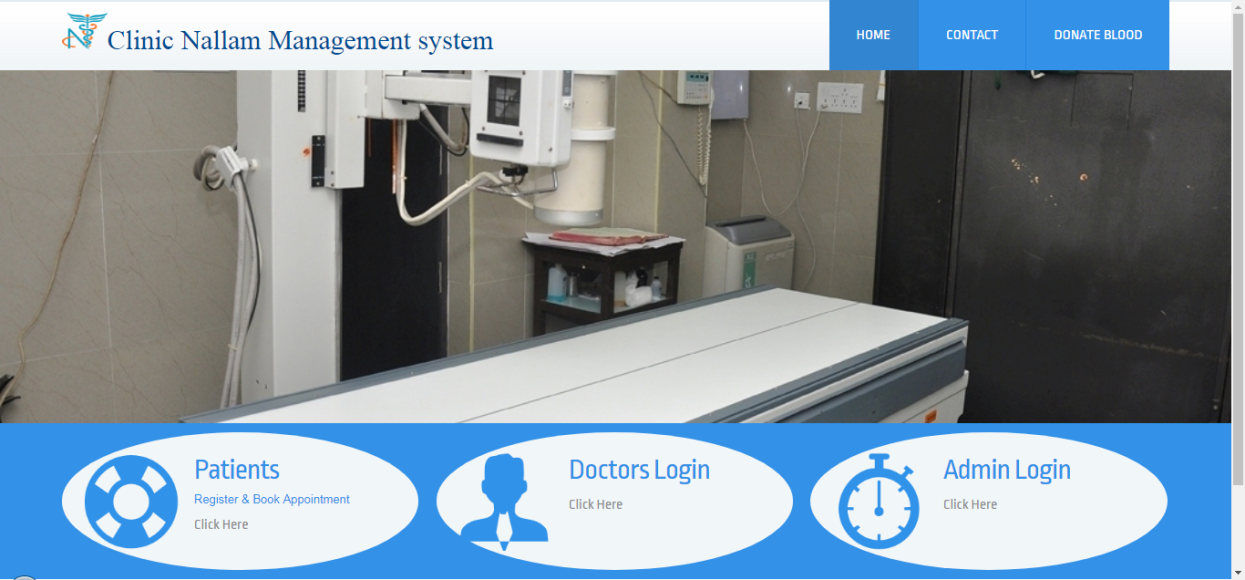 Clinic Nallam Management system
HOME
CONTACT
DONATE BLOOD
Patients
Register & Book Appointment
Click Here
Doctors Login
Click Here
Admin Login
Click Here